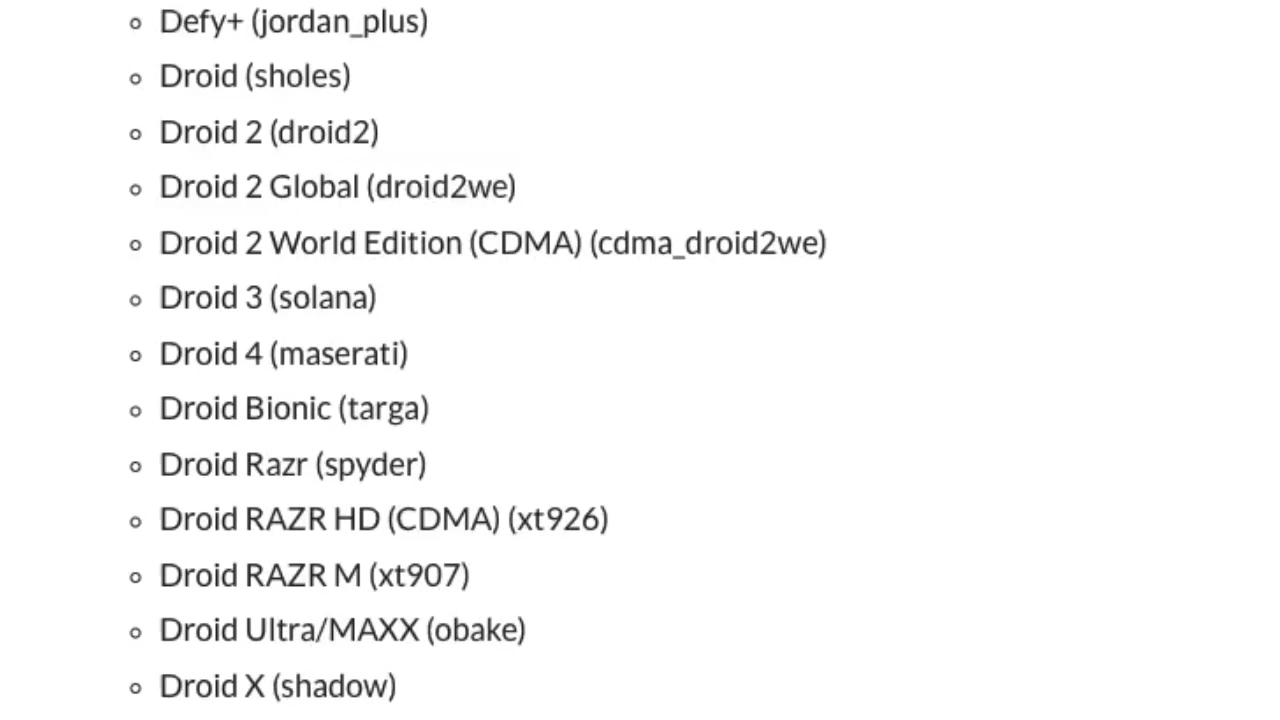 Defy+ (jordan_plus)
Droid (sholes)
Droid 2 (droid2)
Droid 2 Global (droid2we)
Droid 2 World Edition (CDMA) (cdma_droid2we)
Droid 3 (solana)
Droid 4 (maserati)
Droid Bionic (targa)
Droid Razr (spyder)
Droid RAZR HD (CDMA) (xt926)
Droid RAZR M (xt907)
Droid Ultra/MAXX (obake)
Droid X (shadow)